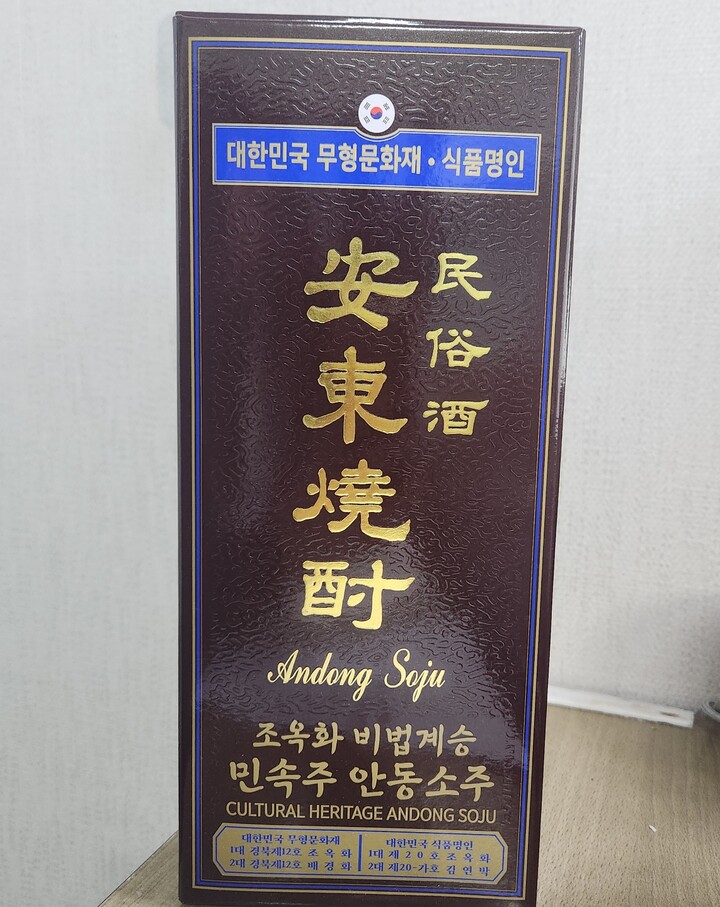 대한민국 무형문화재 · 식품명인
民俗酒
安東燒酎
Andong Soju
조옥화 비법계승
민속주 안동소주
CULTURAL HERITAGE ANDONG SOJU
대한민국 무형문화재
1대 경북제12호 조옥화
2대 경북제12호 배경화
대한민국 식품명인
1대 제20호 조옥화
2대 제20-가호 김연박